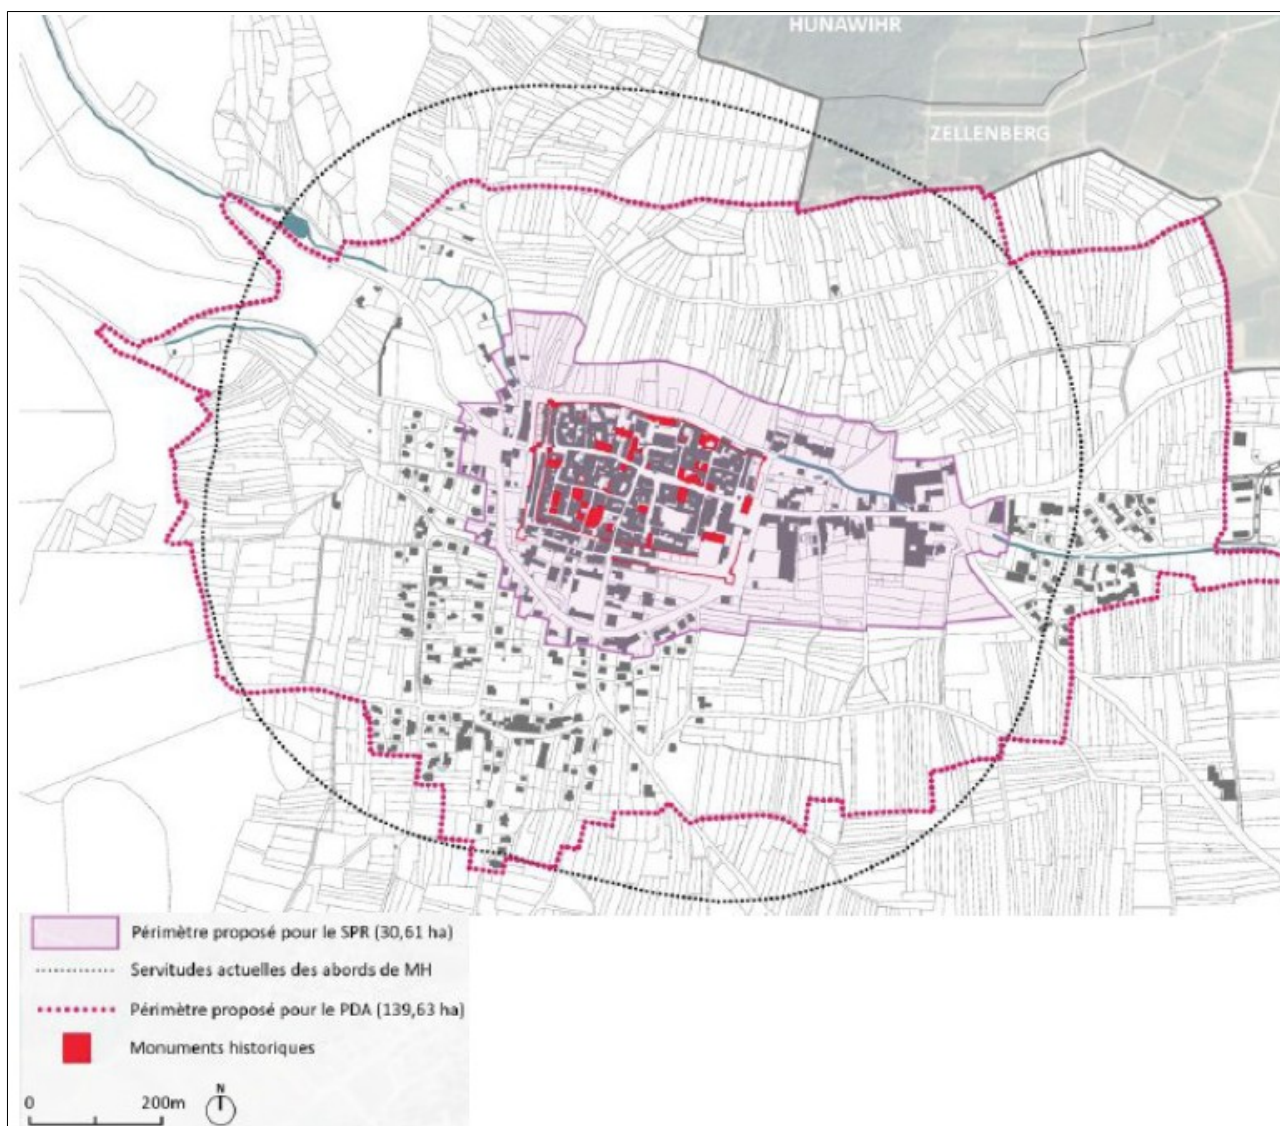 HUNAWIHR
ZELLENBERG
Périmètre proposé pour le SPR (30,61 ha)
Servitudes actuelles des abords de MH
Périmètre proposé pour le PDA (139,63 ha)
Monuments historiques
0 200m
N